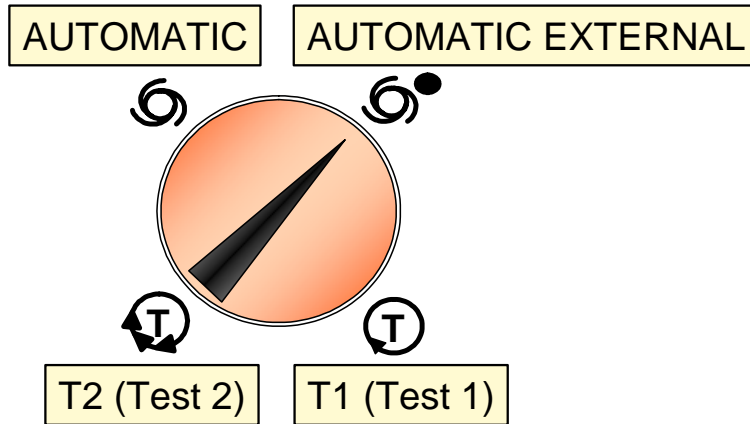 AUTOMATIC
AUTOMATIC EXTERNAL
T
T
T2 (Test 2)
T1 (Test 1)